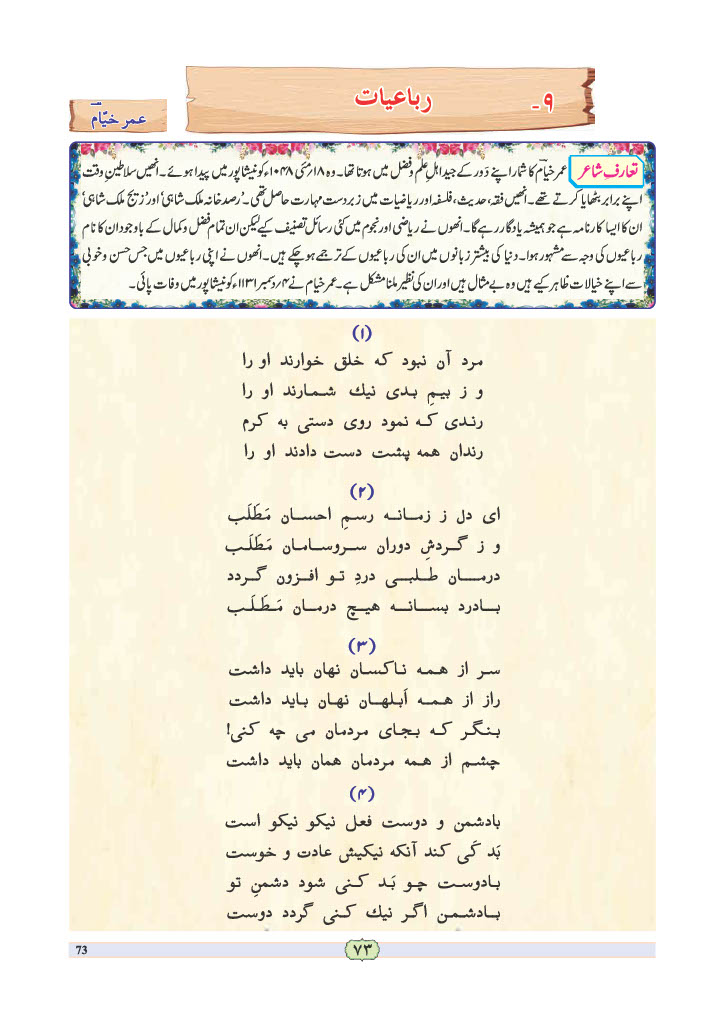 ۹۔ رباعیات
عمر خیّام
تعارفِ شاعر عمر خیام کا شمار اپنے دَور کے جید اہلِ علم و فضل میں ہوتا تھا۔ وہ ۱۸؍مئی ۱۰۴۸ء کو نیشاپور میں پیدا ہوئے۔ انھیں سلاطینِ وقت
اپنے برابر بٹھایا کرتے تھے۔ انھیں فقہ، حدیث، فلسفہ اور ریاضیات میں زبردست مہارت حاصل تھی۔ 'رصد خانہ ملک شاہی' اور 'زیچ ملک شاہی'
ان کا ایسا کارنامہ ہے جو ہمیشہ یادگار رہے گا۔ انھوں نے ریاضی اور نجوم میں کئی رسائل تصنیف کیے لیکن ان تمام فضل و کمال کے باوجود ان کا نام
رباعیوں کی وجہ سے مشہور ہوا۔ دنیا کی بیشتر زبانوں میں ان کی رباعیوں کے ترجمے ہو چکے ہیں۔ انھوں نے اپنی رباعیوں میں جس حسن و خوبی
سے اپنے خیالات ظاہر کیے ہیں وہ بے مثال ہیں اور ان کی نظیر ملنا مشکل ہے۔ عمر خیام نے ۴؍دسمبر ۱۱۳۱ء کو نیشاپور میں وفات پائی۔
(۱)
مرد آن نبود که خلق خوارند او را
و ز بیمِ بدی نیك شمارند او را
رندی که نمود روی دستی به کرم
رندان همه پشت دست دادند او را
(۲)
ای دل ز زمانه رسمِ احسان مَطَلَب
و ز گردشِ دوران سروسامان مَطَلَب
درمان طلبی دردِ تو افزون گردد
بادرد بسانه هیچ درمان مَطَلَب
(۳)
سر از همه ناکسان نهان باید داشت
راز از همه اَبلهان نهان باید داشت
بنگر که بجای مردمان می چه کنی!
چشم از همه مردمان همان باید داشت
(۴)
بادشمن و دوست فعل نیکو نیکو است
بَد کَی کند آنکه نیکیش عادت و خوست
بادوست چو بَد کنی شود دشمنِ تو
بادشمن اگر نیك کنی گردد دوست
73
۷۳